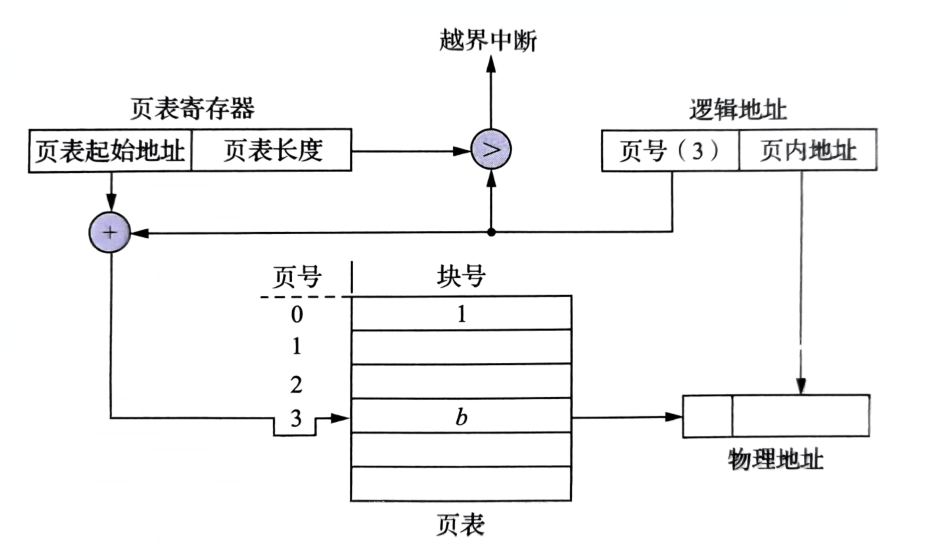 越界中断
页表寄存器
逻辑地址
页表起始地址 页表长度
>
页号（3） 页内地址
+
页号 块号
0 1
1
2
3 b
物理地址
页表